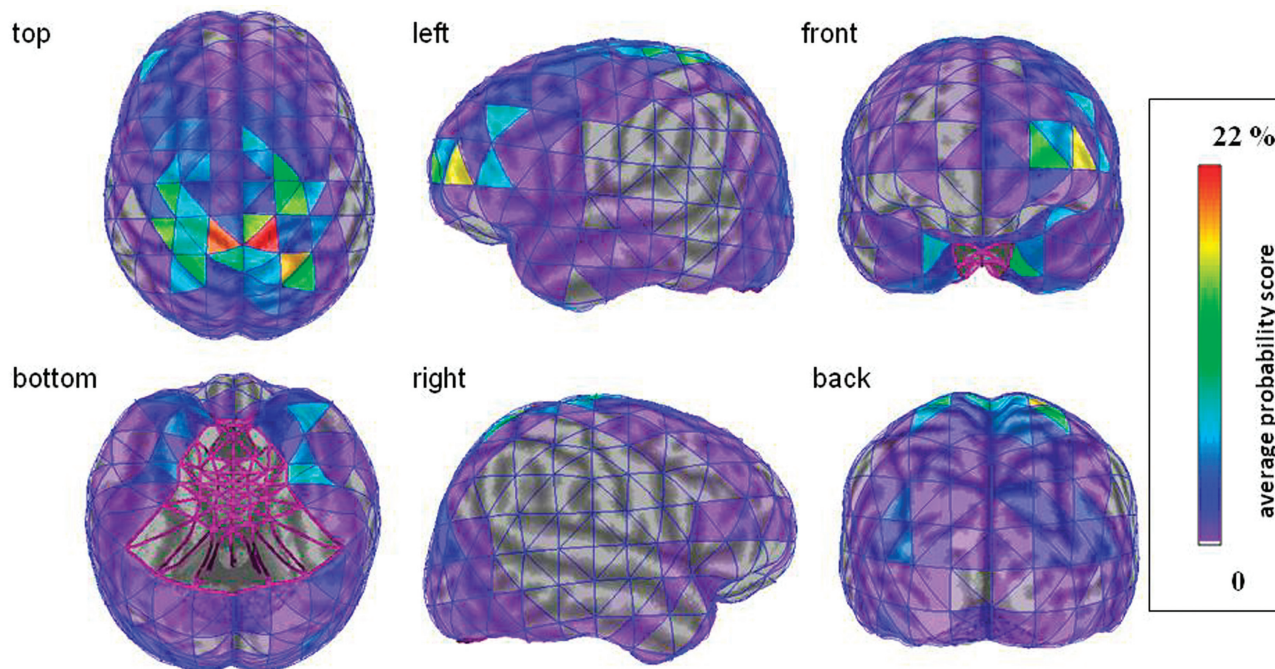 top
left
front
22 %
average probability score
0
bottom
right
back